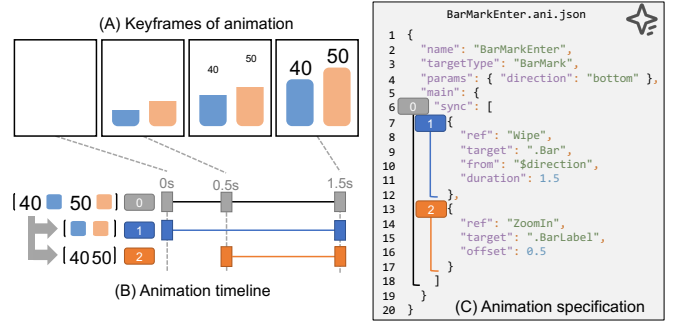 (A) Keyframes of animation
40
50
40
50
0s
0.5s
1.5s
[ 40 50 ] 0
[ ] 1
[ 40 50 ] 2
(B) Animation timeline
BarMarkEnter.ani.json
1 {
2 "name": "BarMarkEnter",
3 "targetType": "BarMark",
4 "params": { "direction": "bottom" },
5 "main": {
6 0 "sync": [
7 1 {
8 "ref": "Wipe",
9 "target": ".Bar",
10 "from": "$direction",
11 "duration": 1.5
12 },
13 2 {
14 "ref": "ZoomIn",
15 "target": ".BarLabel",
16 "offset": 0.5
17 }
18 ]
19 }
20 }
(C) Animation specification